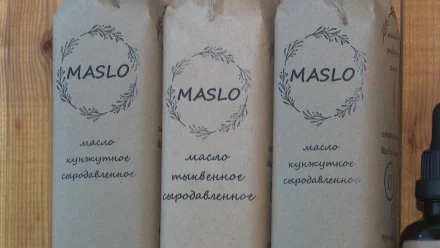 MASLO
масло
кунжутное
сыродавленное
MASLO
масло
тыквенное
сыродавленное
MASLO
масло
кунжутное
сыродавленное